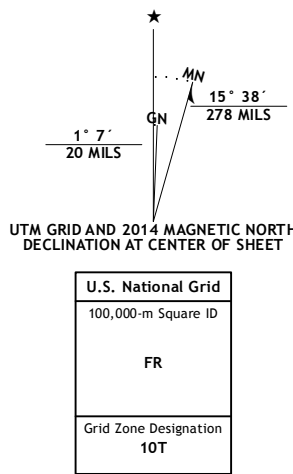 MN
GN
15° 38´
278 MILS
1° 7´
20 MILS
UTM GRID AND 2014 MAGNETIC NORTH
DECLINATION AT CENTER OF SHEET
U.S. National Grid
100,000-m Square ID
FR
Grid Zone Designation
10T